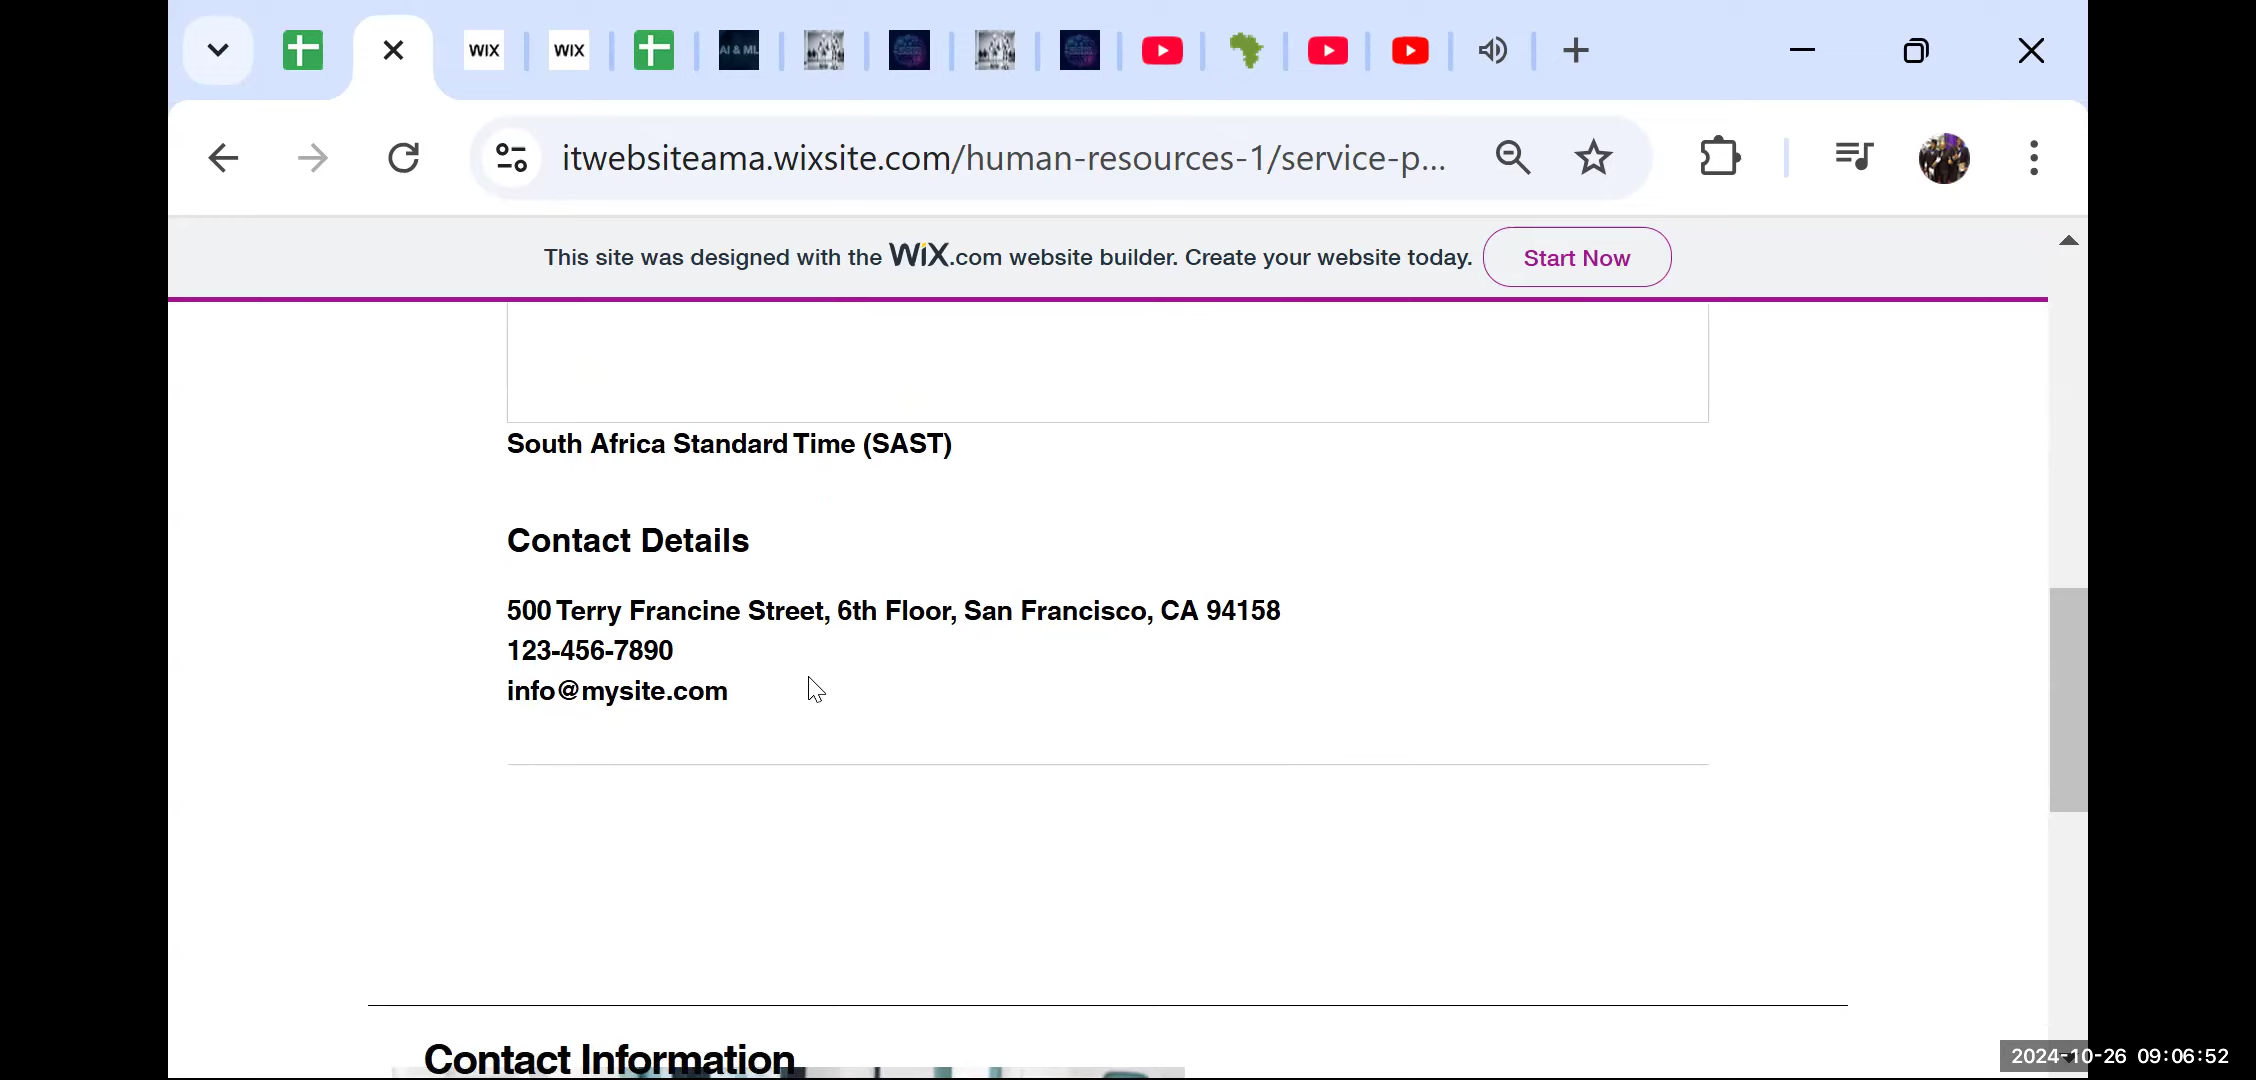 WIX
WIX
AI & ML
itwebsiteama.wixsite.com/human-resources-1/service-p...
This site was designed with the WiX.com website builder. Create your website today.
Start Now
South Africa Standard Time (SAST)
Contact Details
500 Terry Francine Street, 6th Floor, San Francisco, CA 94158
123-456-7890
info@mysite.com
Contact Information
2024-10-26 09:06:52